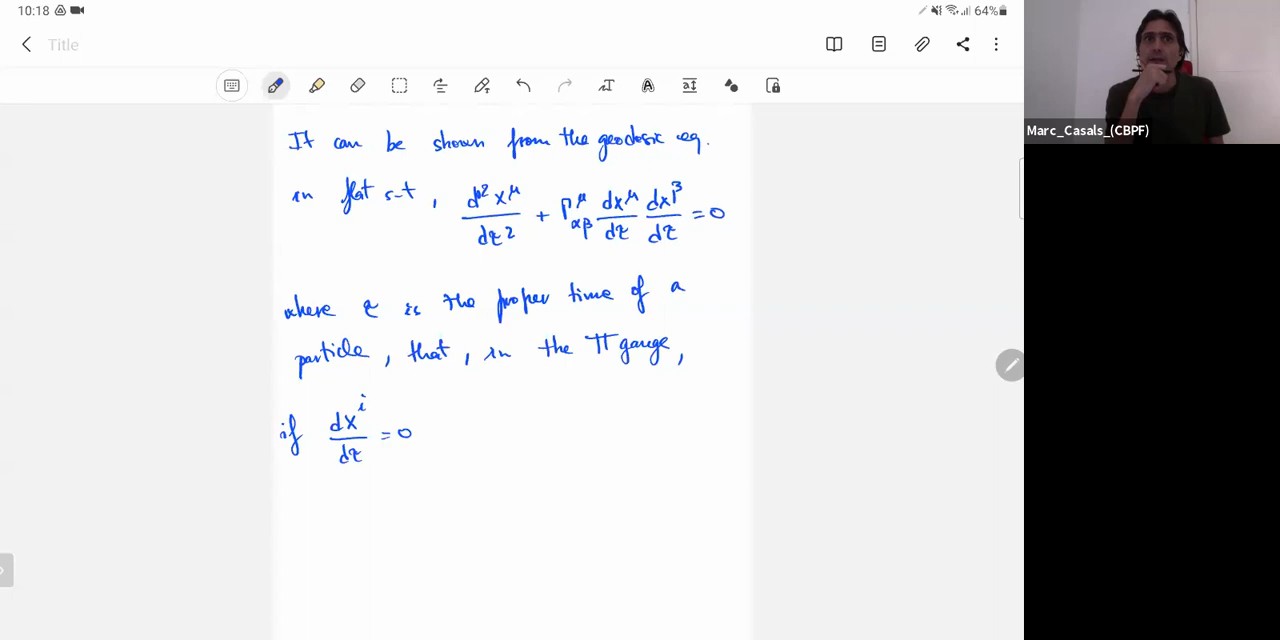 10:18
64%
Title
It can be shown from the geodesic eq.
in flat s-t, d²x^μ/dτ² + Γ^μ_αβ dx^μ/dτ dx^β/dτ = 0
where τ is the proper time of a
particle, that, in the TT gauge,
if dx^i/dτ = 0
Marc_Casals_(CBPF)